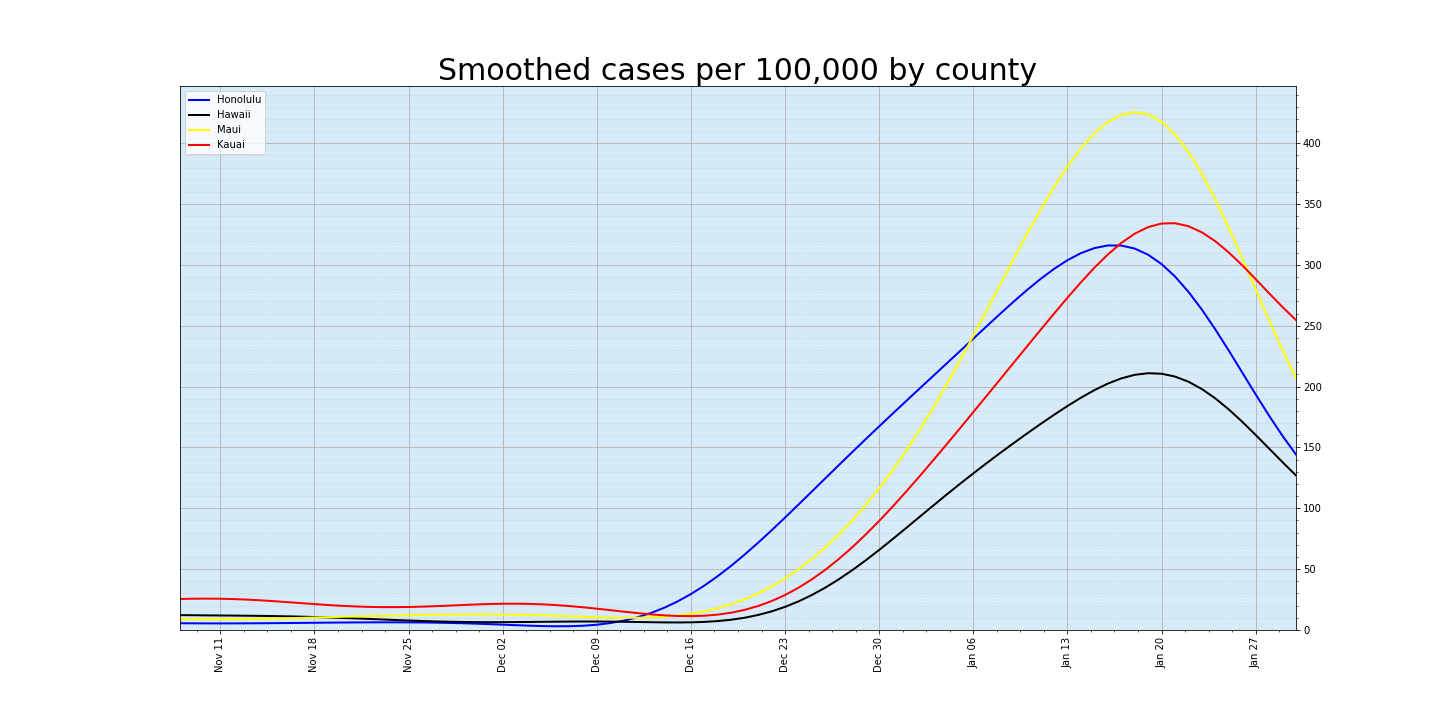 Smoothed cases per 100,000 by county
Honolulu
Hawaii
Maui
Kauai
400
350
300
250
200
150
100
50
0
Nov 11
Nov 18
Nov 25
Dec 02
Dec 09
Dec 16
Dec 23
Dec 30
Jan 06
Jan 13
Jan 20
Jan 27